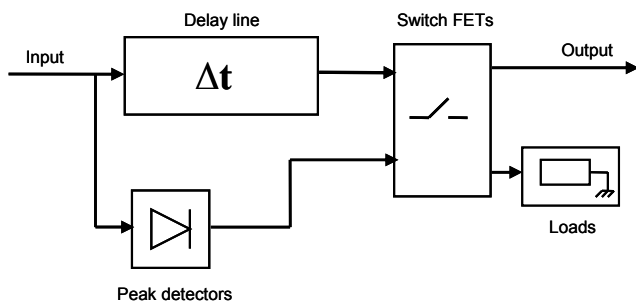 Delay line
Switch FETs
Input
Output
Δt
Loads
Peak detectors